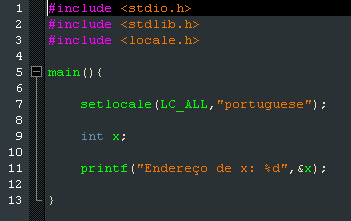 1 #include <stdio.h>
2 #include <stdlib.h>
3 #include <locale.h>
4
5 main(){
6
7 setlocale(LC_ALL,"portuguese");
8
9 int x;
10
11 printf("Endereço de x: %d",&x);
12
13 }